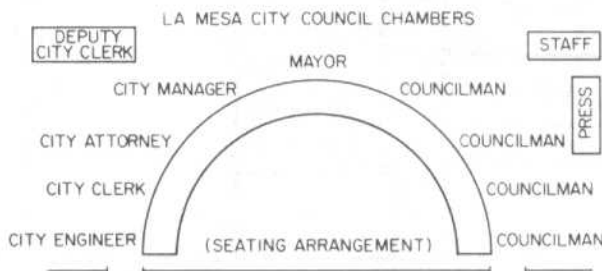 LA MESA CITY COUNCIL CHAMBERS
DEPUTY
CITY CLERK
STAFF
MAYOR
CITY MANAGER
COUNCILMAN
PRESS
CITY ATTORNEY
COUNCILMAN
CITY CLERK
COUNCILMAN
CITY ENGINEER
(SEATING ARRANGEMENT)
COUNCILMAN